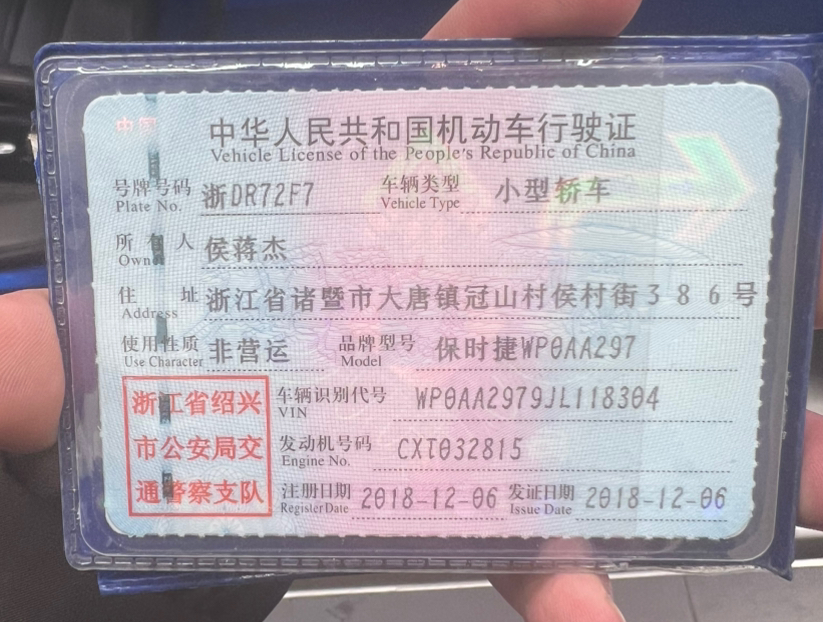 中华人民共和国机动车行驶证
Vehicle License of the People's Republic of China
号牌号码 浙DR72F7 车辆类型 小型轿车
Plate No. Vehicle Type
所有人 侯蒋杰
Owner
住址 浙江省诸暨市大唐镇冠山村侯村街386号
Address
使用性质 非营运 品牌型号 保时捷WP0AA297
Use Character Model
浙江省绍兴
市公安局交
通警察支队
车辆识别代号 WP0AA2979JL118304
VIN
发动机号码 CXT032815
Engine No.
注册日期 2018-12-06 发证日期 2018-12-06
Register Date Issue Date